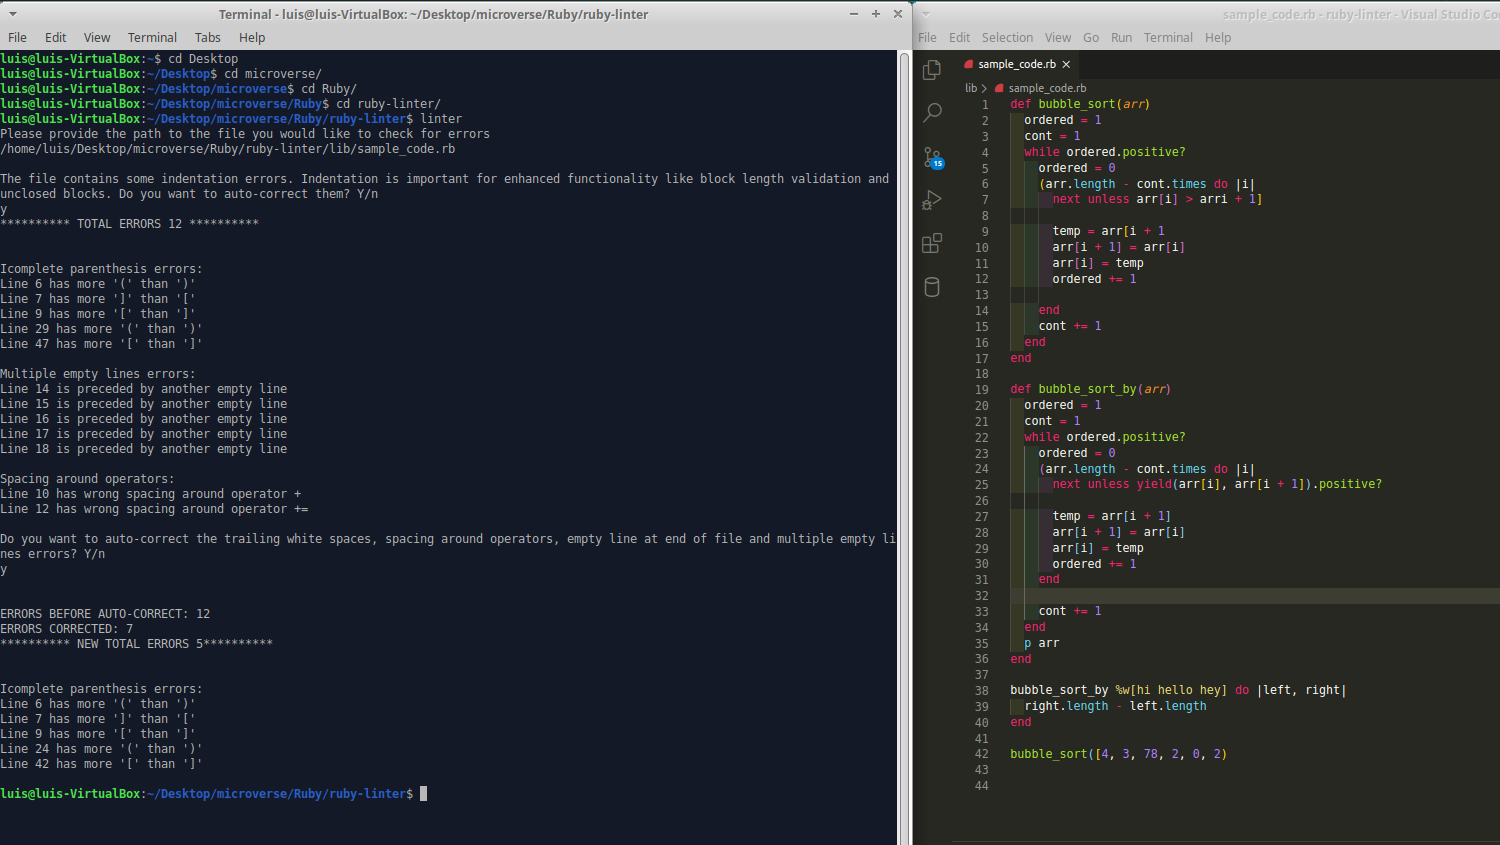 Terminal - luis@luis-VirtualBox: ~/Desktop/microverse/Ruby/ruby-linter
File Edit View Terminal Tabs Help
luis@luis-VirtualBox:~$ cd Desktop
luis@luis-VirtualBox:~/Desktop$ cd microverse/
luis@luis-VirtualBox:~/Desktop/microverse$ cd Ruby/
luis@luis-VirtualBox:~/Desktop/microverse/Ruby$ cd ruby-linter/
luis@luis-VirtualBox:~/Desktop/microverse/Ruby/ruby-linter$ linter
Please provide the path to the file you would like to check for errors
/home/luis/Desktop/microverse/Ruby/ruby-linter/lib/sample_code.rb
The file contains some indentation errors. Indentation is important for enhanced functionality like block length validation and
unclosed blocks. Do you want to auto-correct them? Y/n
y
********** TOTAL ERRORS 12 **********
Icomplete parenthesis errors:
Line 6 has more '(' than ')'
Line 7 has more ']' than '['
Line 9 has more '[' than ']'
Line 29 has more '(' than ')'
Line 47 has more '[' than ']'
Multiple empty lines errors:
Line 14 is preceded by another empty line
Line 15 is preceded by another empty line
Line 16 is preceded by another empty line
Line 17 is preceded by another empty line
Line 18 is preceded by another empty line
Spacing around operators:
Line 10 has wrong spacing around operator +
Line 12 has wrong spacing around operator +=
Do you want to auto-correct the trailing white spaces, spacing around operators, empty line at end of file and multiple empty li
nes errors? Y/n
y
ERRORS BEFORE AUTO-CORRECT: 12
ERRORS CORRECTED: 7
********** NEW TOTAL ERRORS 5**********
Icomplete parenthesis errors:
Line 6 has more '(' than ')'
Line 7 has more ']' than '['
Line 9 has more '[' than ']'
Line 24 has more '(' than ')'
Line 42 has more '[' than ']'
luis@luis-VirtualBox:~/Desktop/microverse/Ruby/ruby-linter$
sample_code.rb - ruby-linter - Visual Studio Co
File Edit Selection View Go Run Terminal Help
sample_code.rb ×
lib > sample_code.rb
15
1 def bubble_sort(arr)
2 ordered = 1
3 cont = 1
4 while ordered.positive?
5 ordered = 0
6 (arr.length - cont.times do |i|
7 next unless arr[i] > arri + 1]
8
9 temp = arr[i + 1
10 arr[i + 1] = arr[i]
11 arr[i] = temp
12 ordered += 1
13
14 end
15 cont += 1
16 end
17 end
18
19 def bubble_sort_by(arr)
20 ordered = 1
21 cont = 1
22 while ordered.positive?
23 ordered = 0
24 (arr.length - cont.times do |i|
25 next unless yield(arr[i], arr[i + 1]).positive?
26
27 temp = arr[i + 1]
28 arr[i + 1] = arr[i]
29 arr[i] = temp
30 ordered += 1
31 end
32
33 cont += 1
34 end
35 p arr
36 end
37
38 bubble_sort_by %w[hi hello hey] do |left, right|
39 right.length - left.length
40 end
41
42 bubble_sort([4, 3, 78, 2, 0, 2)
43
44